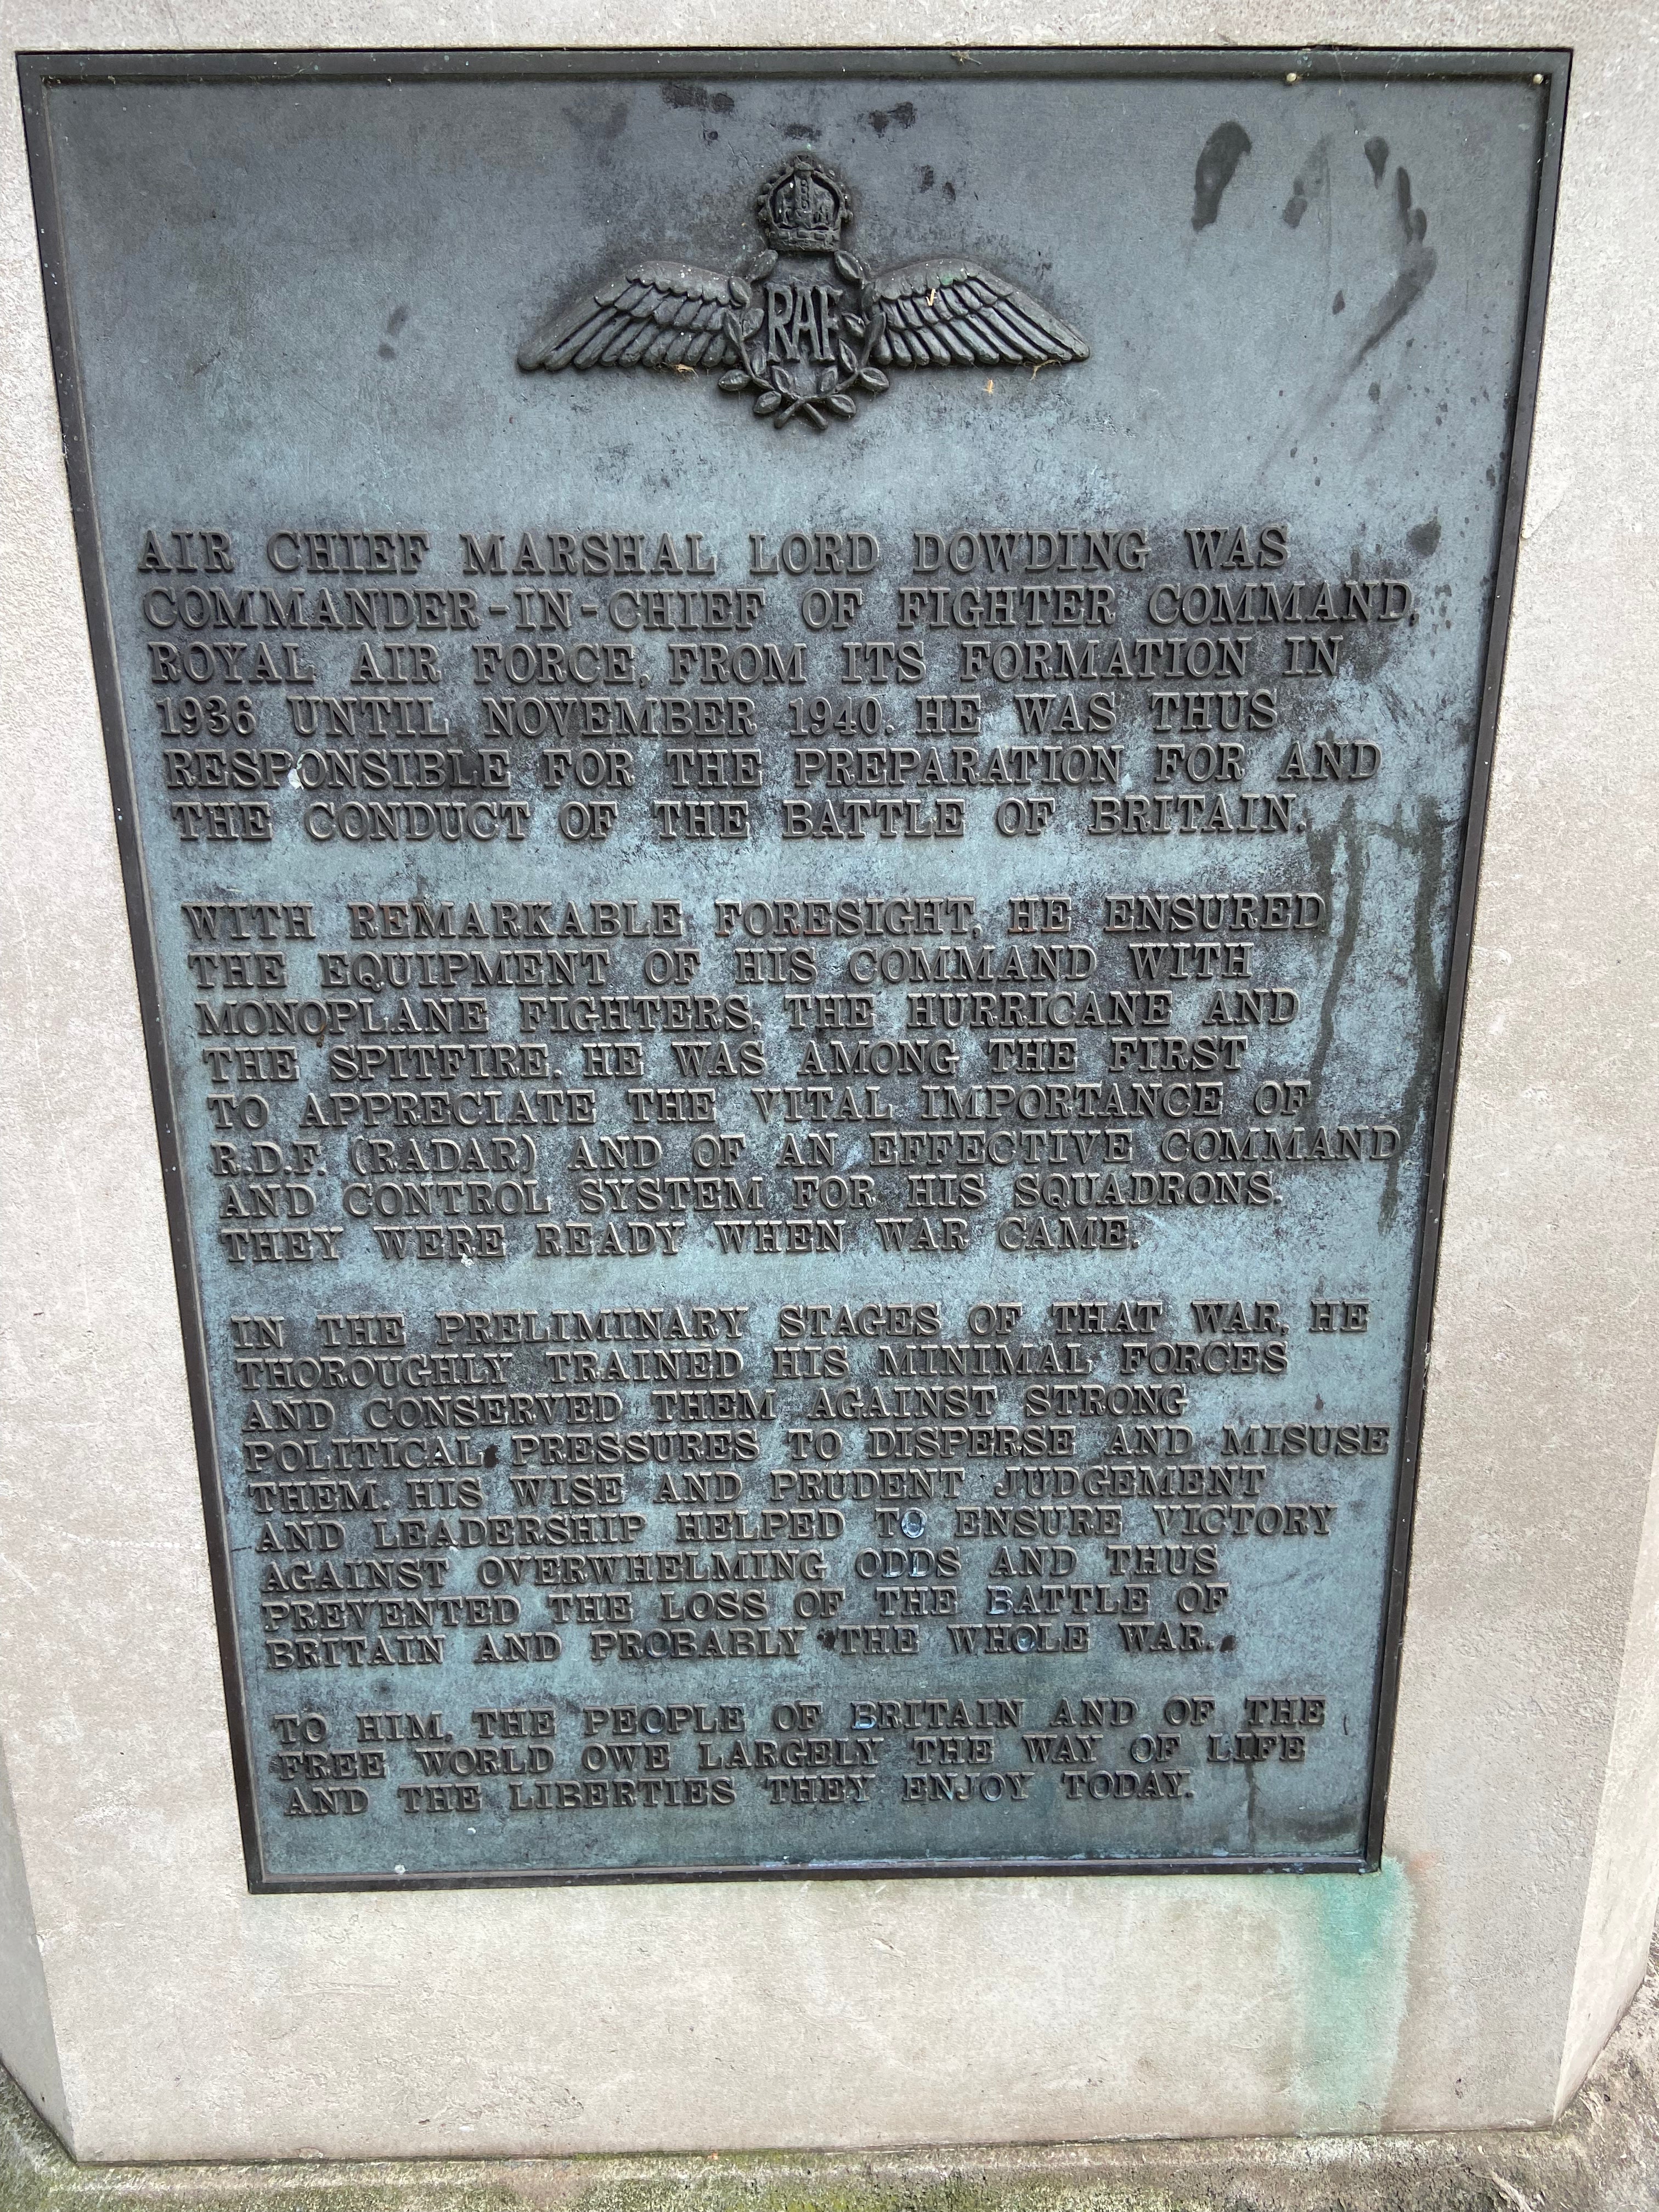 RAF
AIR CHIEF MARSHAL LORD DOWDING WAS
COMMANDER-IN-CHIEF OF FIGHTER COMMAND,
ROYAL AIR FORCE, FROM ITS FORMATION IN
1936 UNTIL NOVEMBER 1940. HE WAS THUS
RESPONSIBLE FOR THE PREPARATION FOR AND
THE CONDUCT OF THE BATTLE OF BRITAIN.
WITH REMARKABLE FORESIGHT, HE ENSURED
THE EQUIPMENT OF HIS COMMAND WITH
MONOPLANE FIGHTERS, THE HURRICANE AND
THE SPITFIRE. HE WAS AMONG THE FIRST
TO APPRECIATE THE VITAL IMPORTANCE OF
R.D.F. (RADAR) AND OF AN EFFECTIVE COMMAND
AND CONTROL SYSTEM FOR HIS SQUADRONS.
THEY WERE READY WHEN WAR CAME.
IN THE PRELIMINARY STAGES OF THAT WAR, HE
THOROUGHLY TRAINED HIS MINIMAL FORCES
AND CONSERVED THEM AGAINST STRONG
POLITICAL PRESSURES TO DISPERSE AND MISUSE
THEM. HIS WISE AND PRUDENT JUDGEMENT
AND LEADERSHIP HELPED TO ENSURE VICTORY
AGAINST OVERWHELMING ODDS AND THUS
PREVENTED THE LOSS OF THE BATTLE OF
BRITAIN AND PROBABLY THE WHOLE WAR.
TO HIM, THE PEOPLE OF BRITAIN AND OF THE
FREE WORLD OWE LARGELY THE WAY OF LIFE
AND THE LIBERTIES THEY ENJOY TODAY.